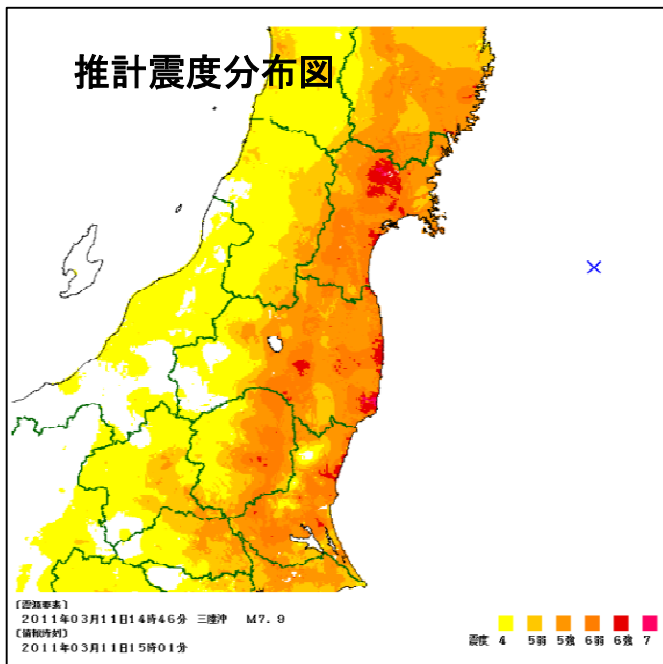 推計震度分布図
[震源要素]
2011年03月11日14時46分 三陸沖 M7.9
[情報時刻]
2011年03月11日15時01分
震度 4 5弱 5強 6弱 6強 7